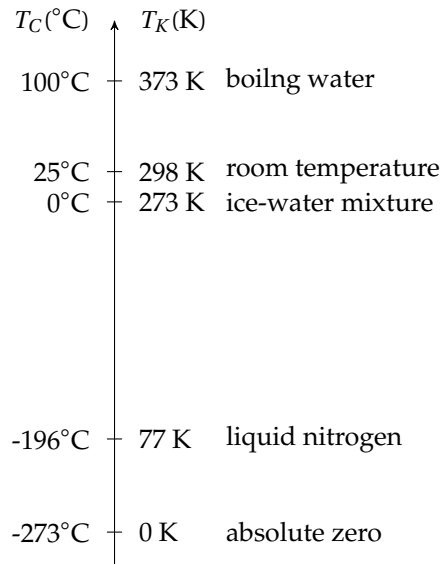 T_C(°C) T_K(K)
100°C 373 K boilng water
25°C 298 K room temperature
0°C 273 K ice-water mixture
-196°C 77 K liquid nitrogen
-273°C 0 K absolute zero